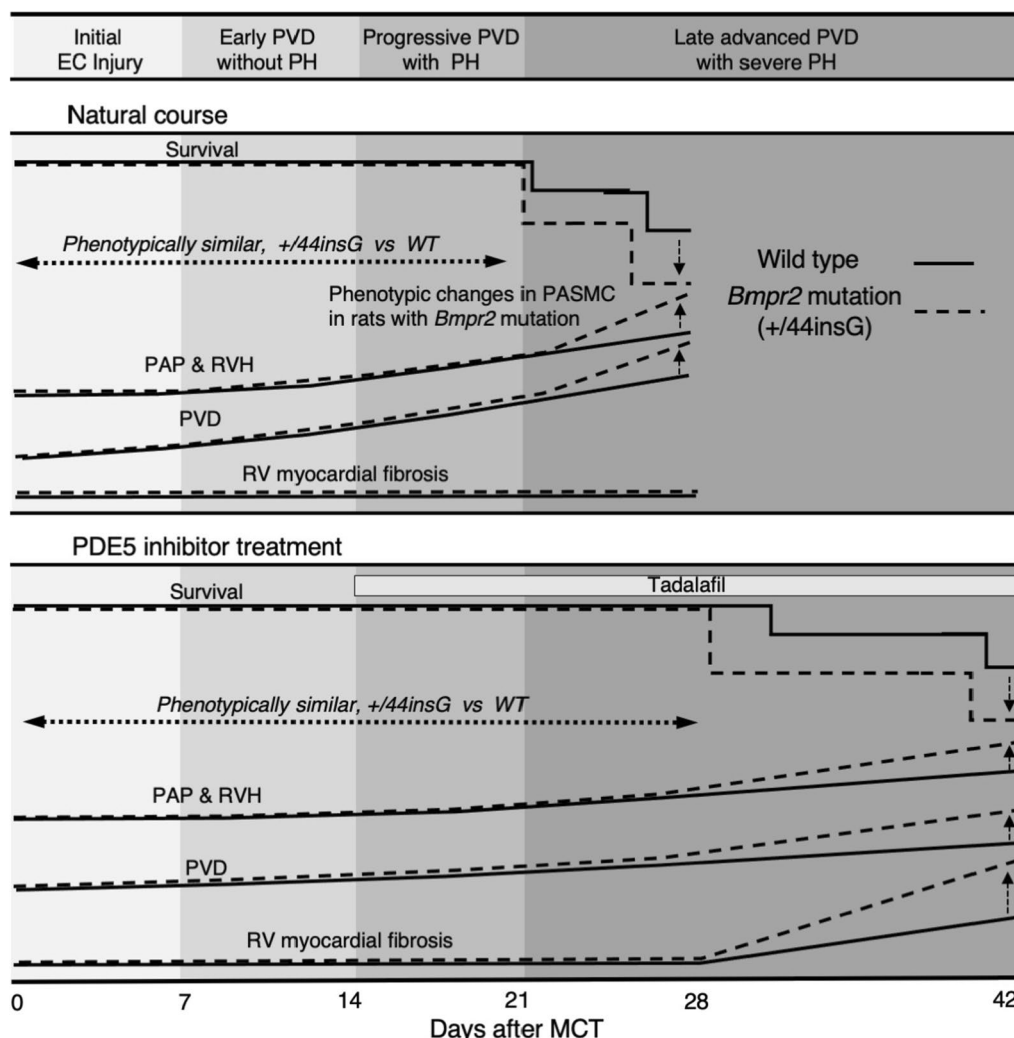 Initial
EC Injury
Early PVD
without PH
Progressive PVD
with PH
Late advanced PVD
with severe PH
Natural course
Survival
Phenotypically similar, +/44insG vs WT
Phenotypic changes in PASMC
in rats with Bmpr2 mutation
Wild type
Bmpr2 mutation
(+/44insG)
PAP & RVH
PVD
RV myocardial fibrosis
PDE5 inhibitor treatment
Tadalafil
Survival
Phenotypically similar, +/44insG vs WT
PAP & RVH
PVD
RV myocardial fibrosis
0 7 14 21 28 42
Days after MCT